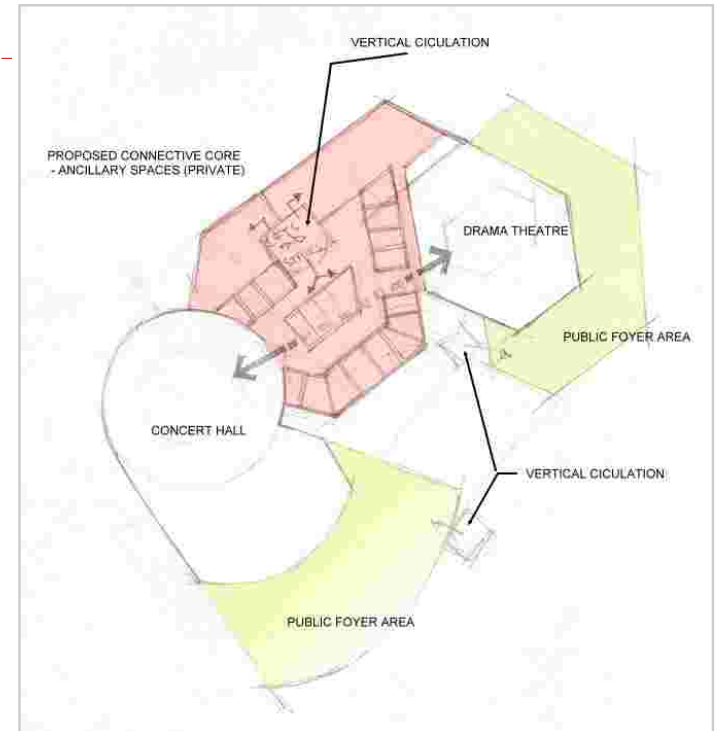 VERTICAL CICULATION
PROPOSED CONNECTIVE CORE
- ANCILLARY SPACES (PRIVATE)
DRAMA THEATRE
PUBLIC FOYER AREA
CONCERT HALL
VERTICAL CICULATION
PUBLIC FOYER AREA